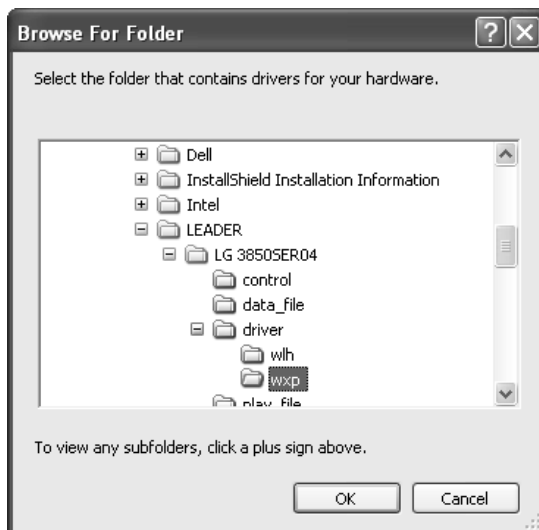 Browse For Folder
Select the folder that contains drivers for your hardware.
Dell
InstallShield Installation Information
Intel
LEADER
LG 3850SER04
control
data_file
driver
wlh
wxp
play_file
To view any subfolders, click a plus sign above.
OK Cancel